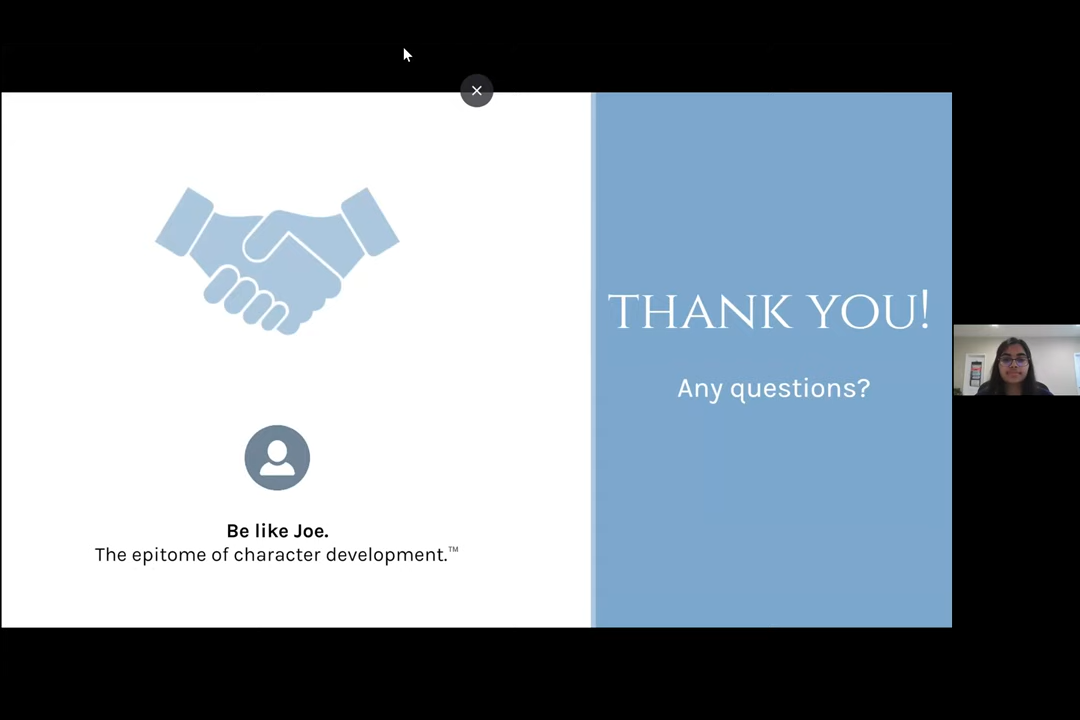 Be like Joe.
The epitome of character development.™
THANK YOU!
Any questions?